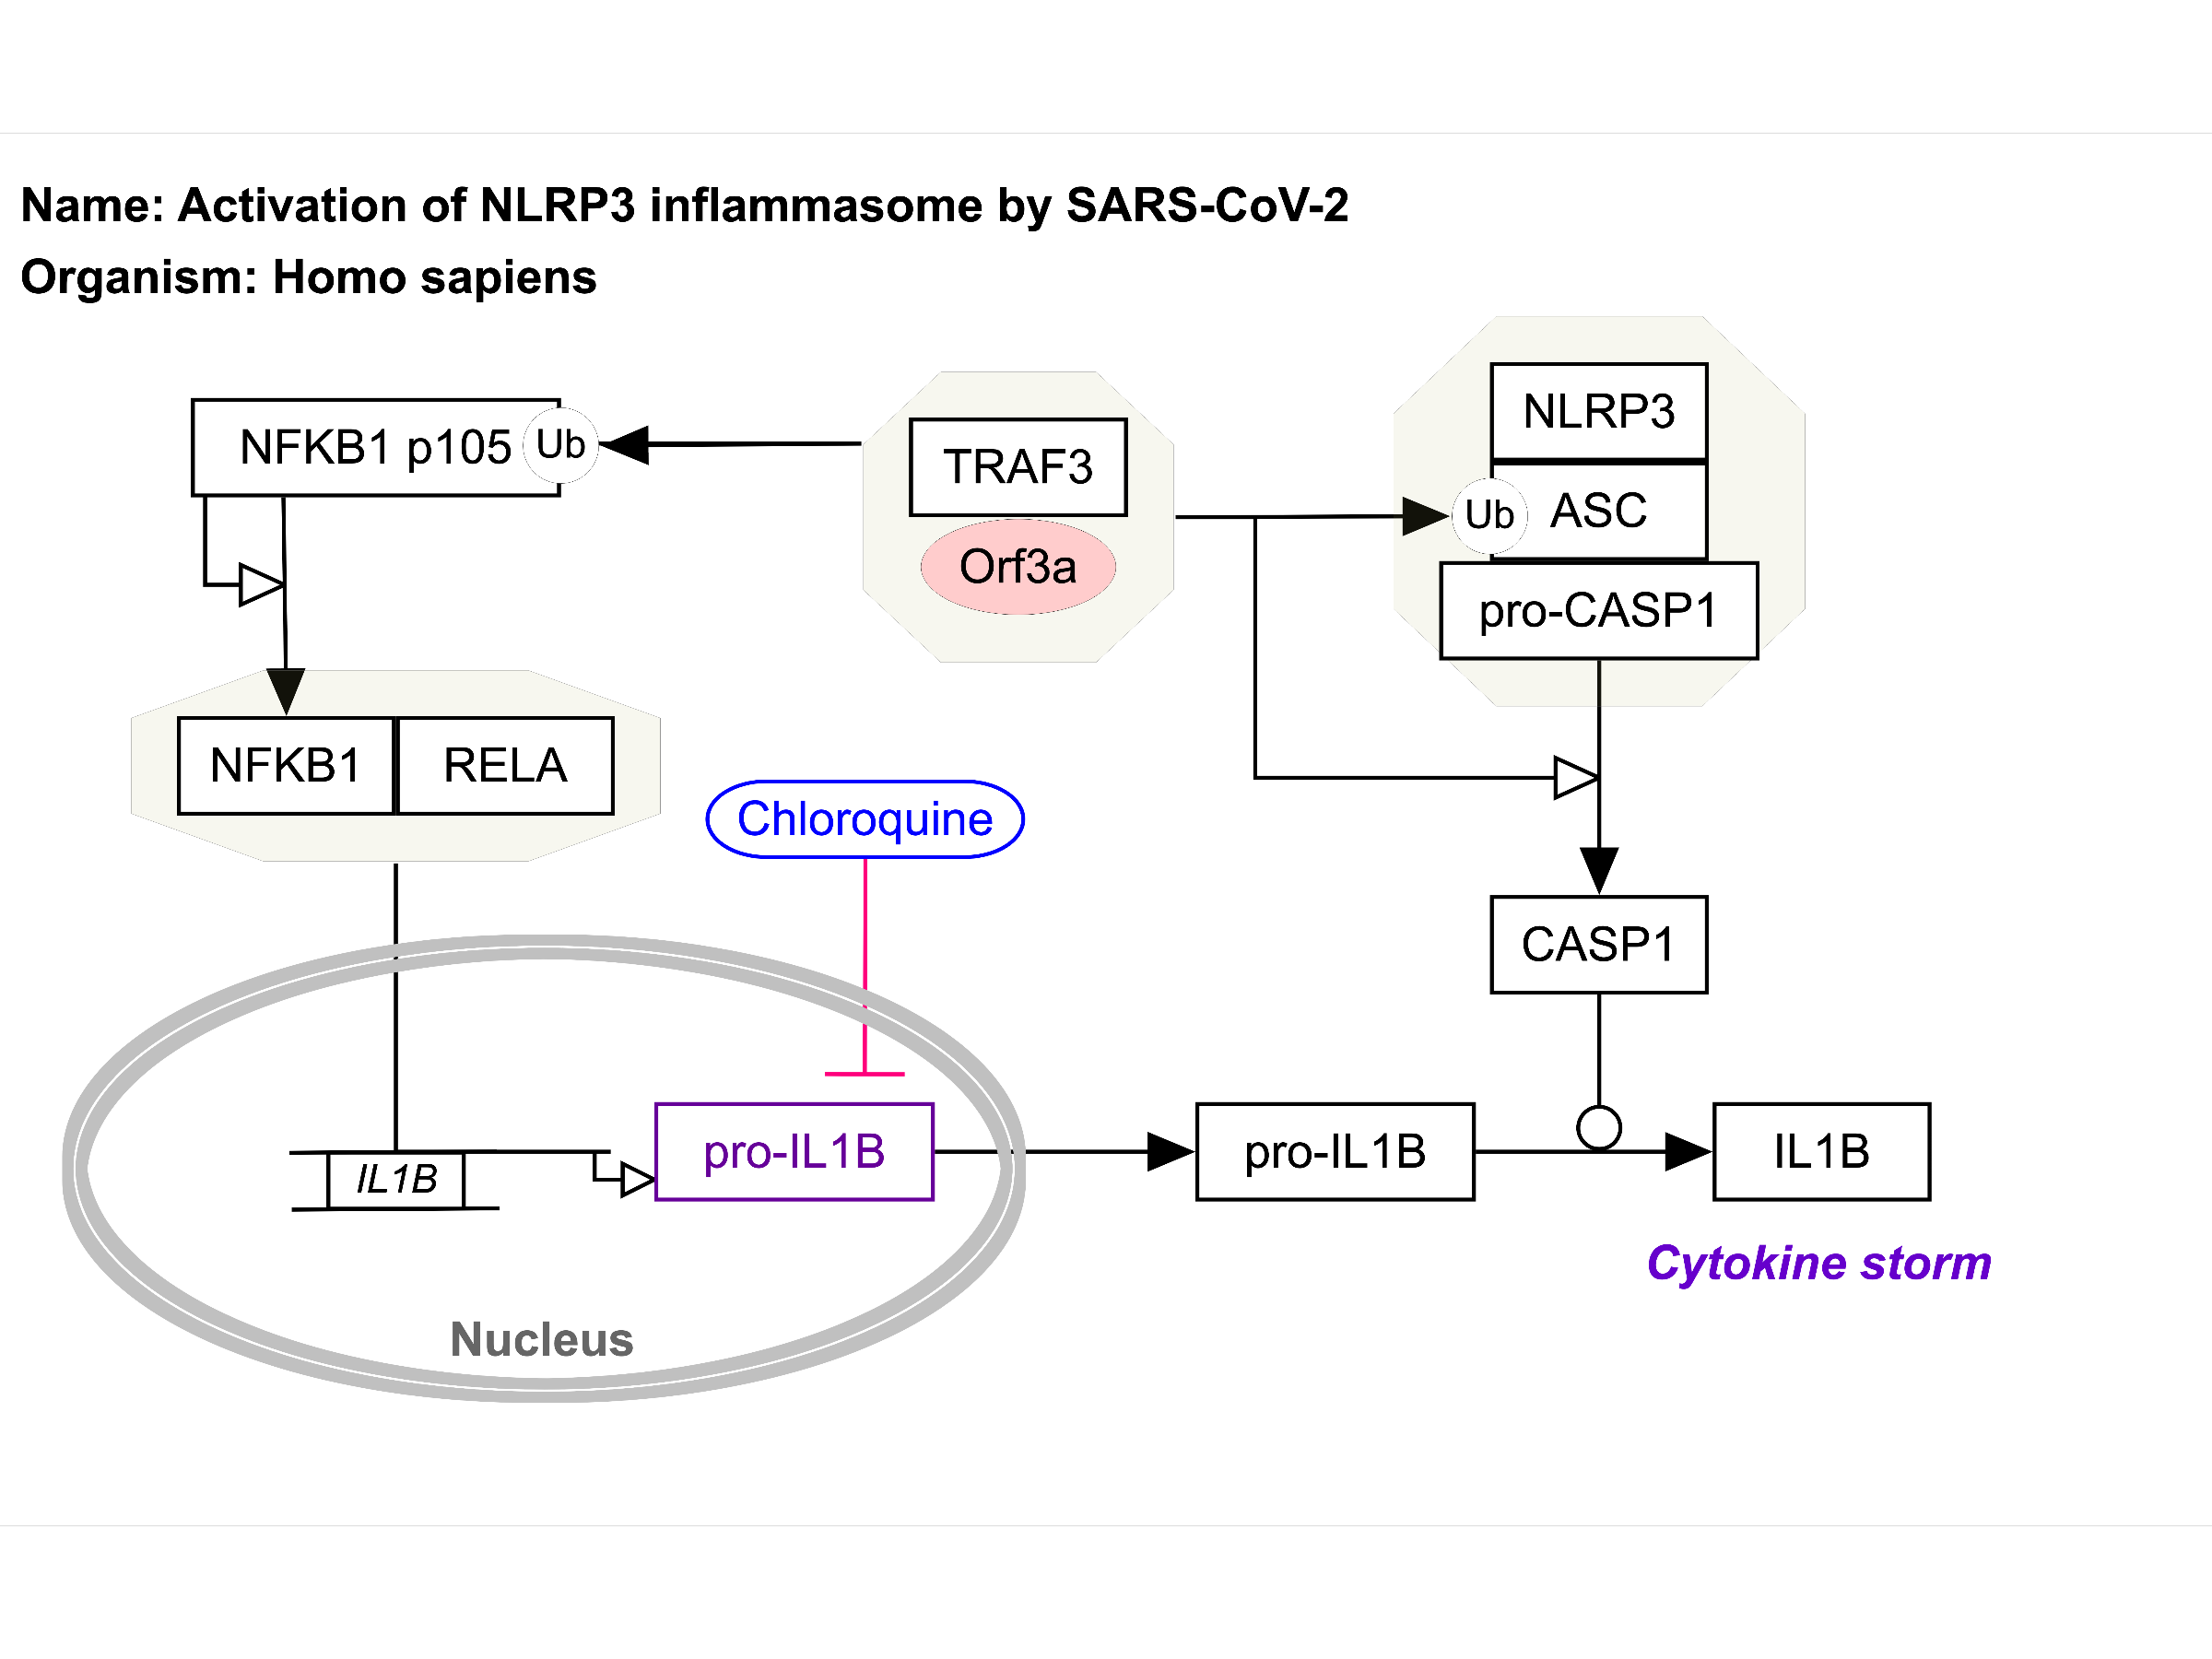 Name: Activation of NLRP3 inflammasome by SARS-CoV-2
Organism: Homo sapiens
NFKB1 p105
Ub
TRAF3
Orf3a
NLRP3
Ub
ASC
pro-CASP1
NFKB1
RELA
Chloroquine
CASP1
IL1B
pro-IL1B
pro-IL1B
IL1B
Cytokine storm
Nucleus